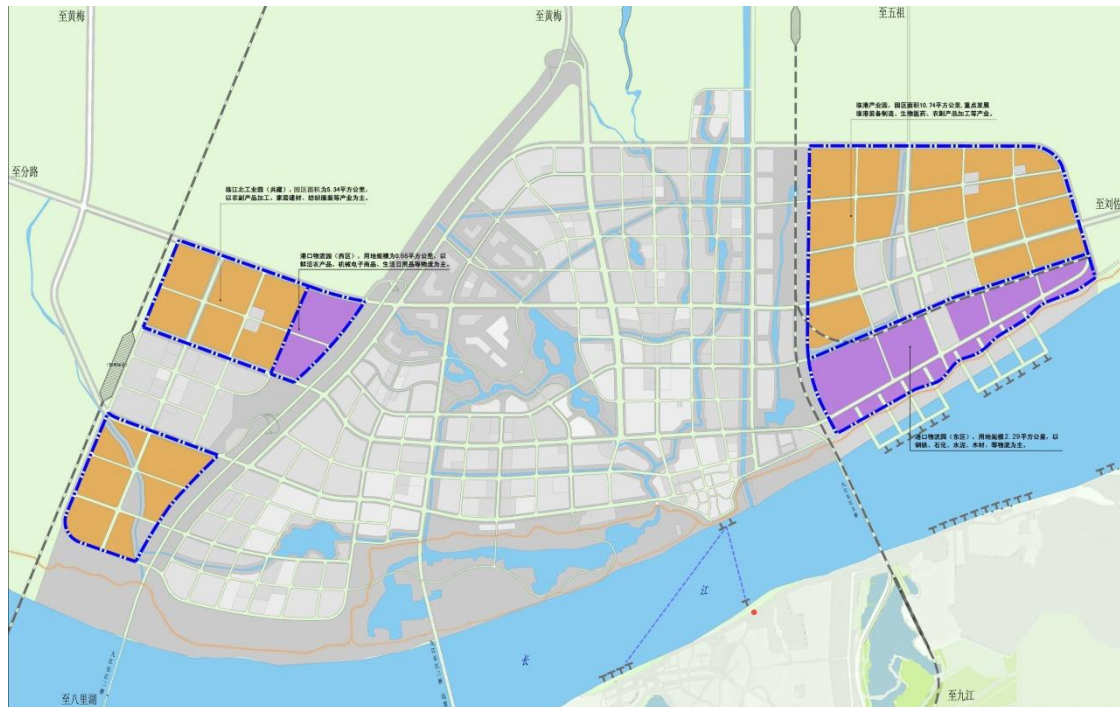 至黄梅
至黄梅
至五祖
临港产业园，园区面积10.74平方公里，重点发展
临港装备制造、生物医药、农副产品加工等产业。
至分路
临江北工业园（共建），园区面积为5.34平方公里，
以农副产品加工、家居建材、纺织服装等产业为主。
至刘佐
港口物流园（西区），用地规模为0.66平方公里，以
鲜活农产品、机械电子商品、生活日用品等物流为主。
港口物流园（东区），用地规模2.29平方公里，以
钢铁、石化、水泥、木材、等物流为主。
江
长
九江长江二桥
至八里湖
至九江